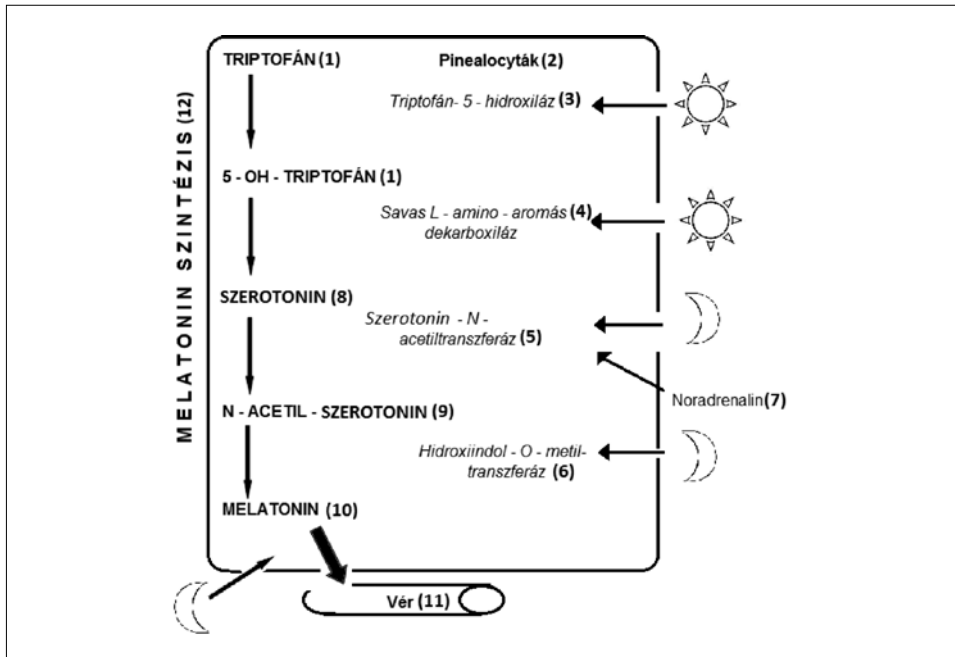 MELATONIN SZINTÉZIS (12)
TRIPTOFÁN (1)
Pinealocyták (2)
Triptofán- 5 - hidroxiláz (3)
5 - OH - TRIPTOFÁN (1)
Savas L - amino - aromás (4)
dekarboxiláz
SZEROTONIN (8)
Szerotonin - N -
acetiltranszferáz (5)
Noradrenalin (7)
N - ACETIL - SZEROTONIN (9)
Hidroxiindol - O - metil-
transzferáz (6)
MELATONIN (10)
Vér (11)